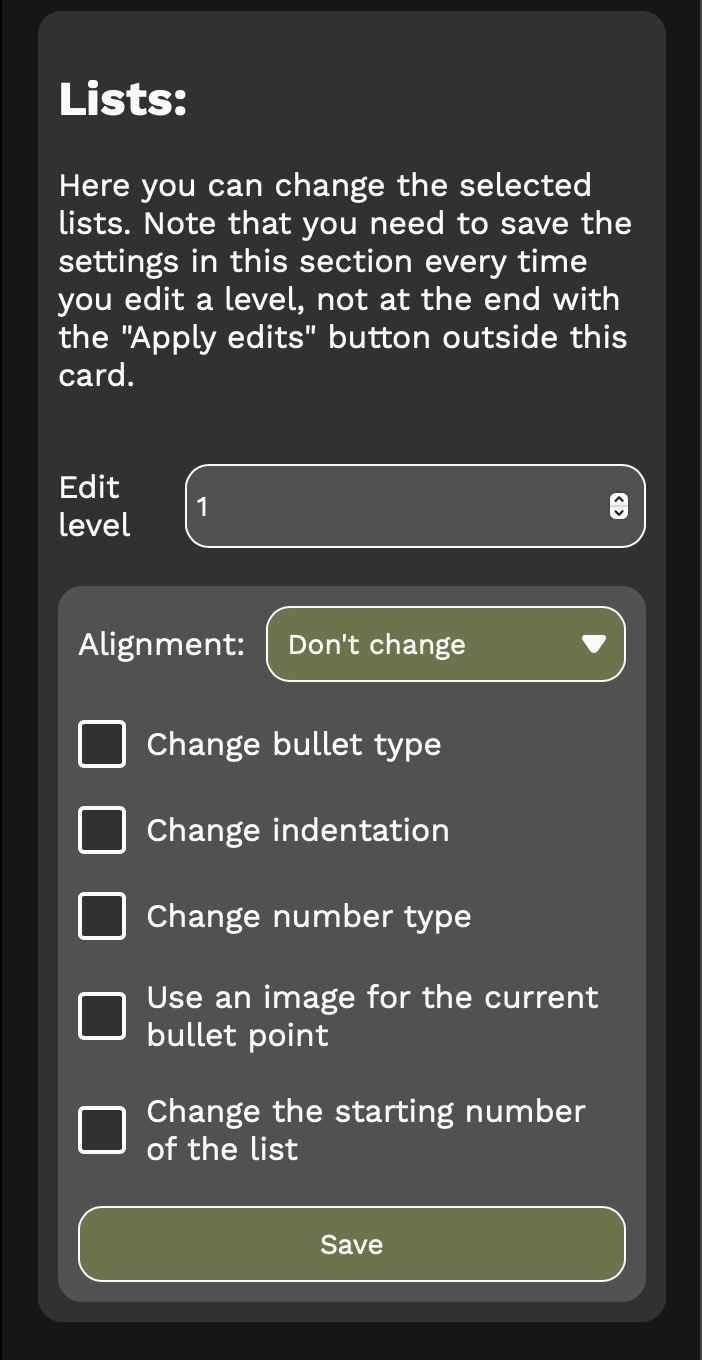 Lists:
Here you can change the selected
lists. Note that you need to save the
settings in this section every time
you edit a level, not at the end with
the "Apply edits" button outside this
card.
Edit
level
1
Alignment:
Don't change
Change bullet type
Change indentation
Change number type
Use an image for the current
bullet point
Change the starting number
of the list
Save